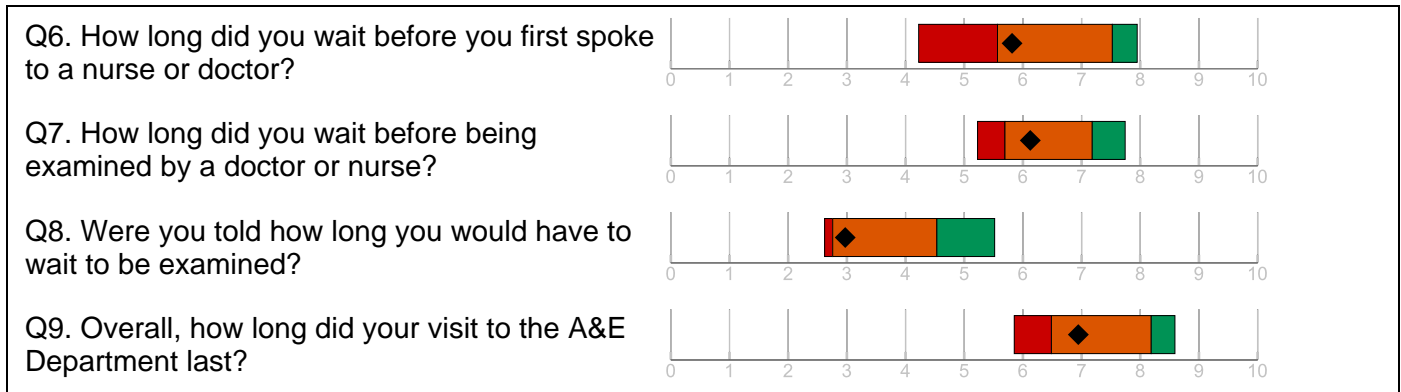 Q6. How long did you wait before you first spoke
to a nurse or doctor?
0 1 2 3 4 5 6 7 8 9 10
Q7. How long did you wait before being
examined by a doctor or nurse?
0 1 2 3 4 5 6 7 8 9 10
Q8. Were you told how long you would have to
wait to be examined?
0 1 2 3 4 5 6 7 8 9 10
Q9. Overall, how long did your visit to the A&E
Department last?
0 1 2 3 4 5 6 7 8 9 10